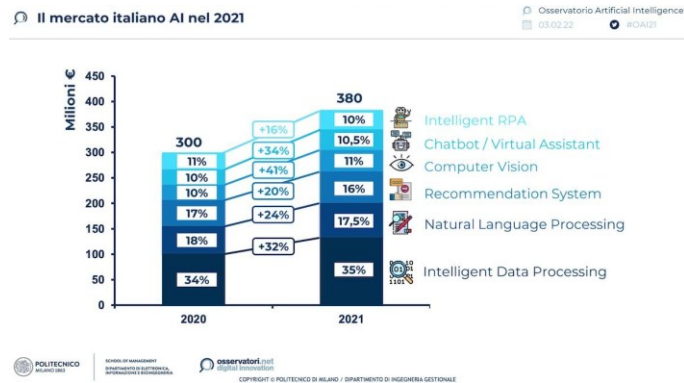 Il mercato italiano AI nel 2021
Osservatorio Artificial Intelligence
03.02.22 #OAI21
Milioni €
450
400
350
300
250
200
150
100
50
0
300
11%
10%
10%
17%
18%
34%
2020
+16%
+34%
+41%
+20%
+24%
+32%
380
10%
10,5%
11%
16%
17,5%
35%
2021
Intelligent RPA
Chatbot / Virtual Assistant
Computer Vision
Recommendation System
Natural Language Processing
Intelligent Data Processing
POLITECNICO
MILANO 1863
SCHOOL OF MANAGEMENT
DIPARTIMENTO DI ELETTRONICA,
INFORMAZIONE E BIOINGEGNERIA
osservatori.net
digital innovation
COPYRIGHT © POLITECNICO DI MILANO / DIPARTIMENTO DI INGEGNERIA GESTIONALE